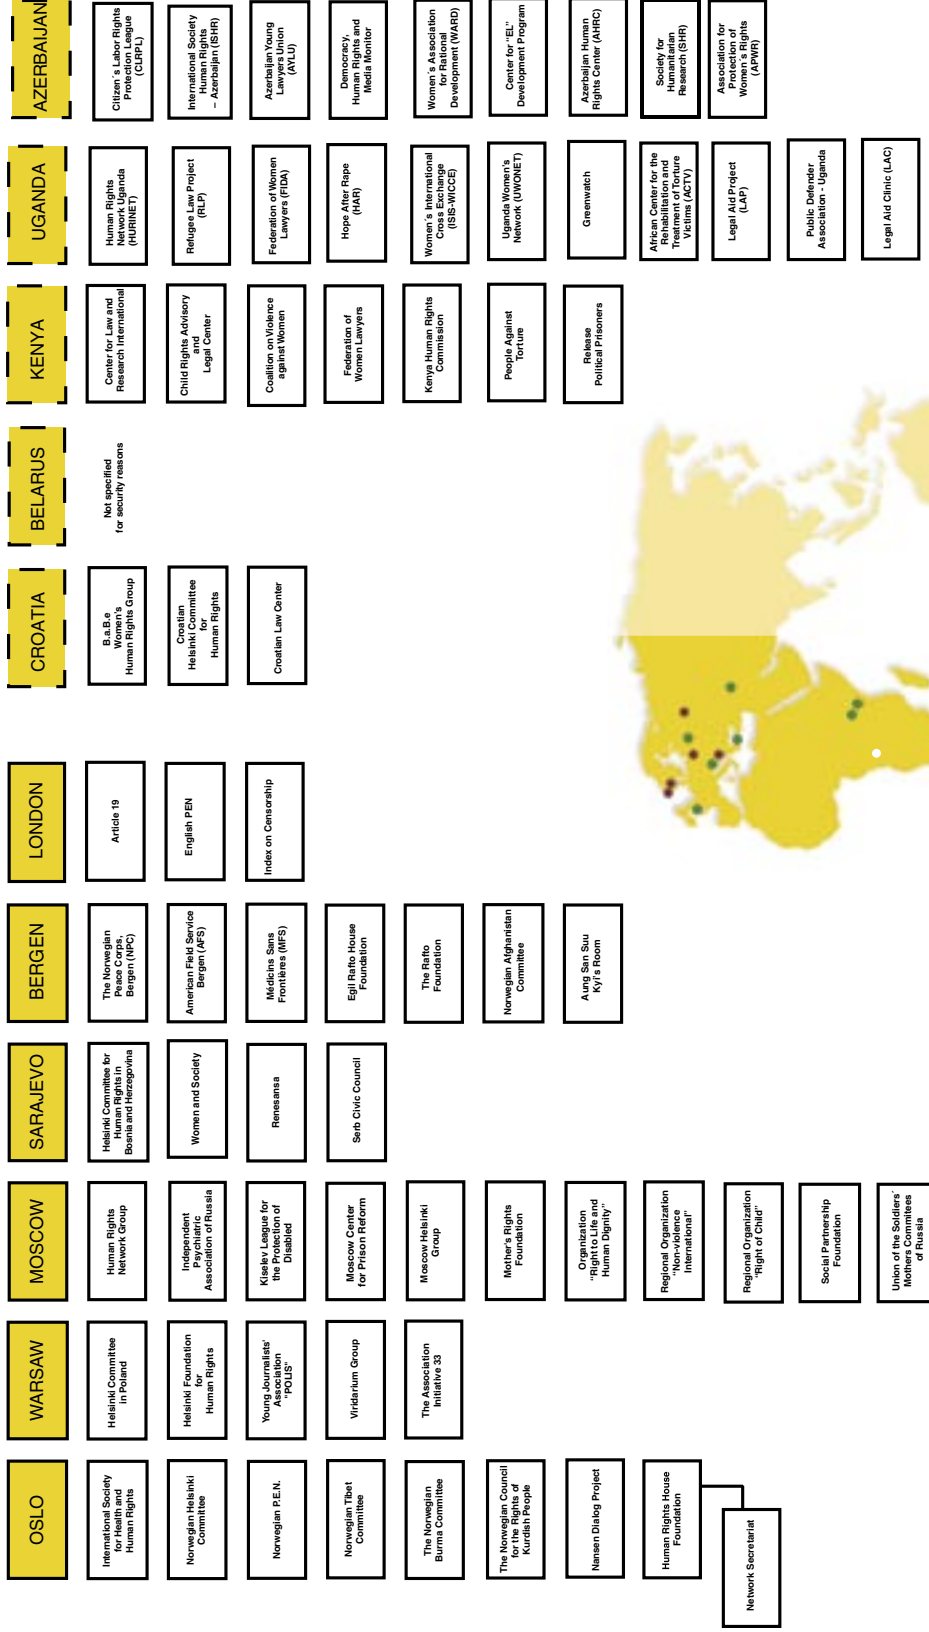 OSLO
International Society
for Health and
Human Rights
Norwegian Helsinki
Committee
Norwegian P.E.N.
Norwegian Tibet
Committee
The Norwegian
Burma Committee
The Norwegian Council
for the Rights of
Kurdish People
Nansen Dialog Project
Human Rights House
Foundation
Network Secretariat
WARSAW
Helsinki Committee
in Poland
Helsinki Foundation
for
Human Rights
Young Journalists'
Association
"POLIS"
Viridarium Group
The Association
Initiative 33
MOSCOW
Human Rights
Network Group
Independent
Psychiatric
Association of Russia
Kiselev League for
the Protection of
Disabled
Moscow Center
for Prison Reform
Moscow Helsinki
Group
Mother's Rights
Foundation
Organization
"Right to Life and
Human Dignity"
Regional Organization
"Non-violence
International"
Regional Organization
"Right of Child"
Social Partnership
Foundation
Union of the Soldiers´
Mothers Commitees
of Russia
SARAJEVO
Helsinki Committee for
Human Rights in
Bosnia and Herzegovina
Women and Society
Renesansa
Serb Civic Council
BERGEN
The Norwegian
Peace Corps,
Bergen (NPC)
American Field Service
Bergen (AFS)
Médicins Sans
Frontières (MFS)
Egil Rafto House
Foundation
The Rafto
Foundation
Norwegian Afghanistan
Committee
Aung San Suu
Kyi's Room
LONDON
Article 19
English PEN
Index on Censorship
CROATIA
B.a.B.e
Women's
Human Rights Group
Croatian
Helsinki Committee
for
Human Rights
Croatian Law Center
BELARUS
Not specified
for security reasons
KENYA
Center for Law and
Research International
Child Rights Advisory
and
Legal Center
Coalition onViolence
against Women
Federation of
Women Lawyers
Kenya Human Rights
Commission
People Against
Torture
Release
Political Prisoners
UGANDA
Human Rights
Network Uganda
(HURINET)
Refugee Law Project
(RLP)
Federation of Women
Lawyers (FIDA)
Hope After Rape
(HAR)
Women´s International
Cross Exchange
(ISIS-WICCE)
Uganda Women's
Network (UWONET)
Greenwatch
African Center for the
Rehabilitation and
Treatment of Torture
Victims (ACTV)
Legal Aid Project
(LAP)
Public Defender
Association - Uganda
Legal Aid Clinic (LAC)
AZERBAIJAN
Citizen´s Labor Rights
Protection League
(CLRPL)
International Society
Human Rights
– Azerbaijan (ISHR)
Azerbaijan Young
Lawyers Union
(AYLU)
Democracy,
Human Rights and
Media Monitor
Women´s Association
for Rational
Development (WARD)
Center for "EL"
Development Program
Azerbaijan Human
Rights Center (AHRC)
Society for
Humanitarian
Research (SHR)
Association for
Protection of
Women´s Rights
(APWR)